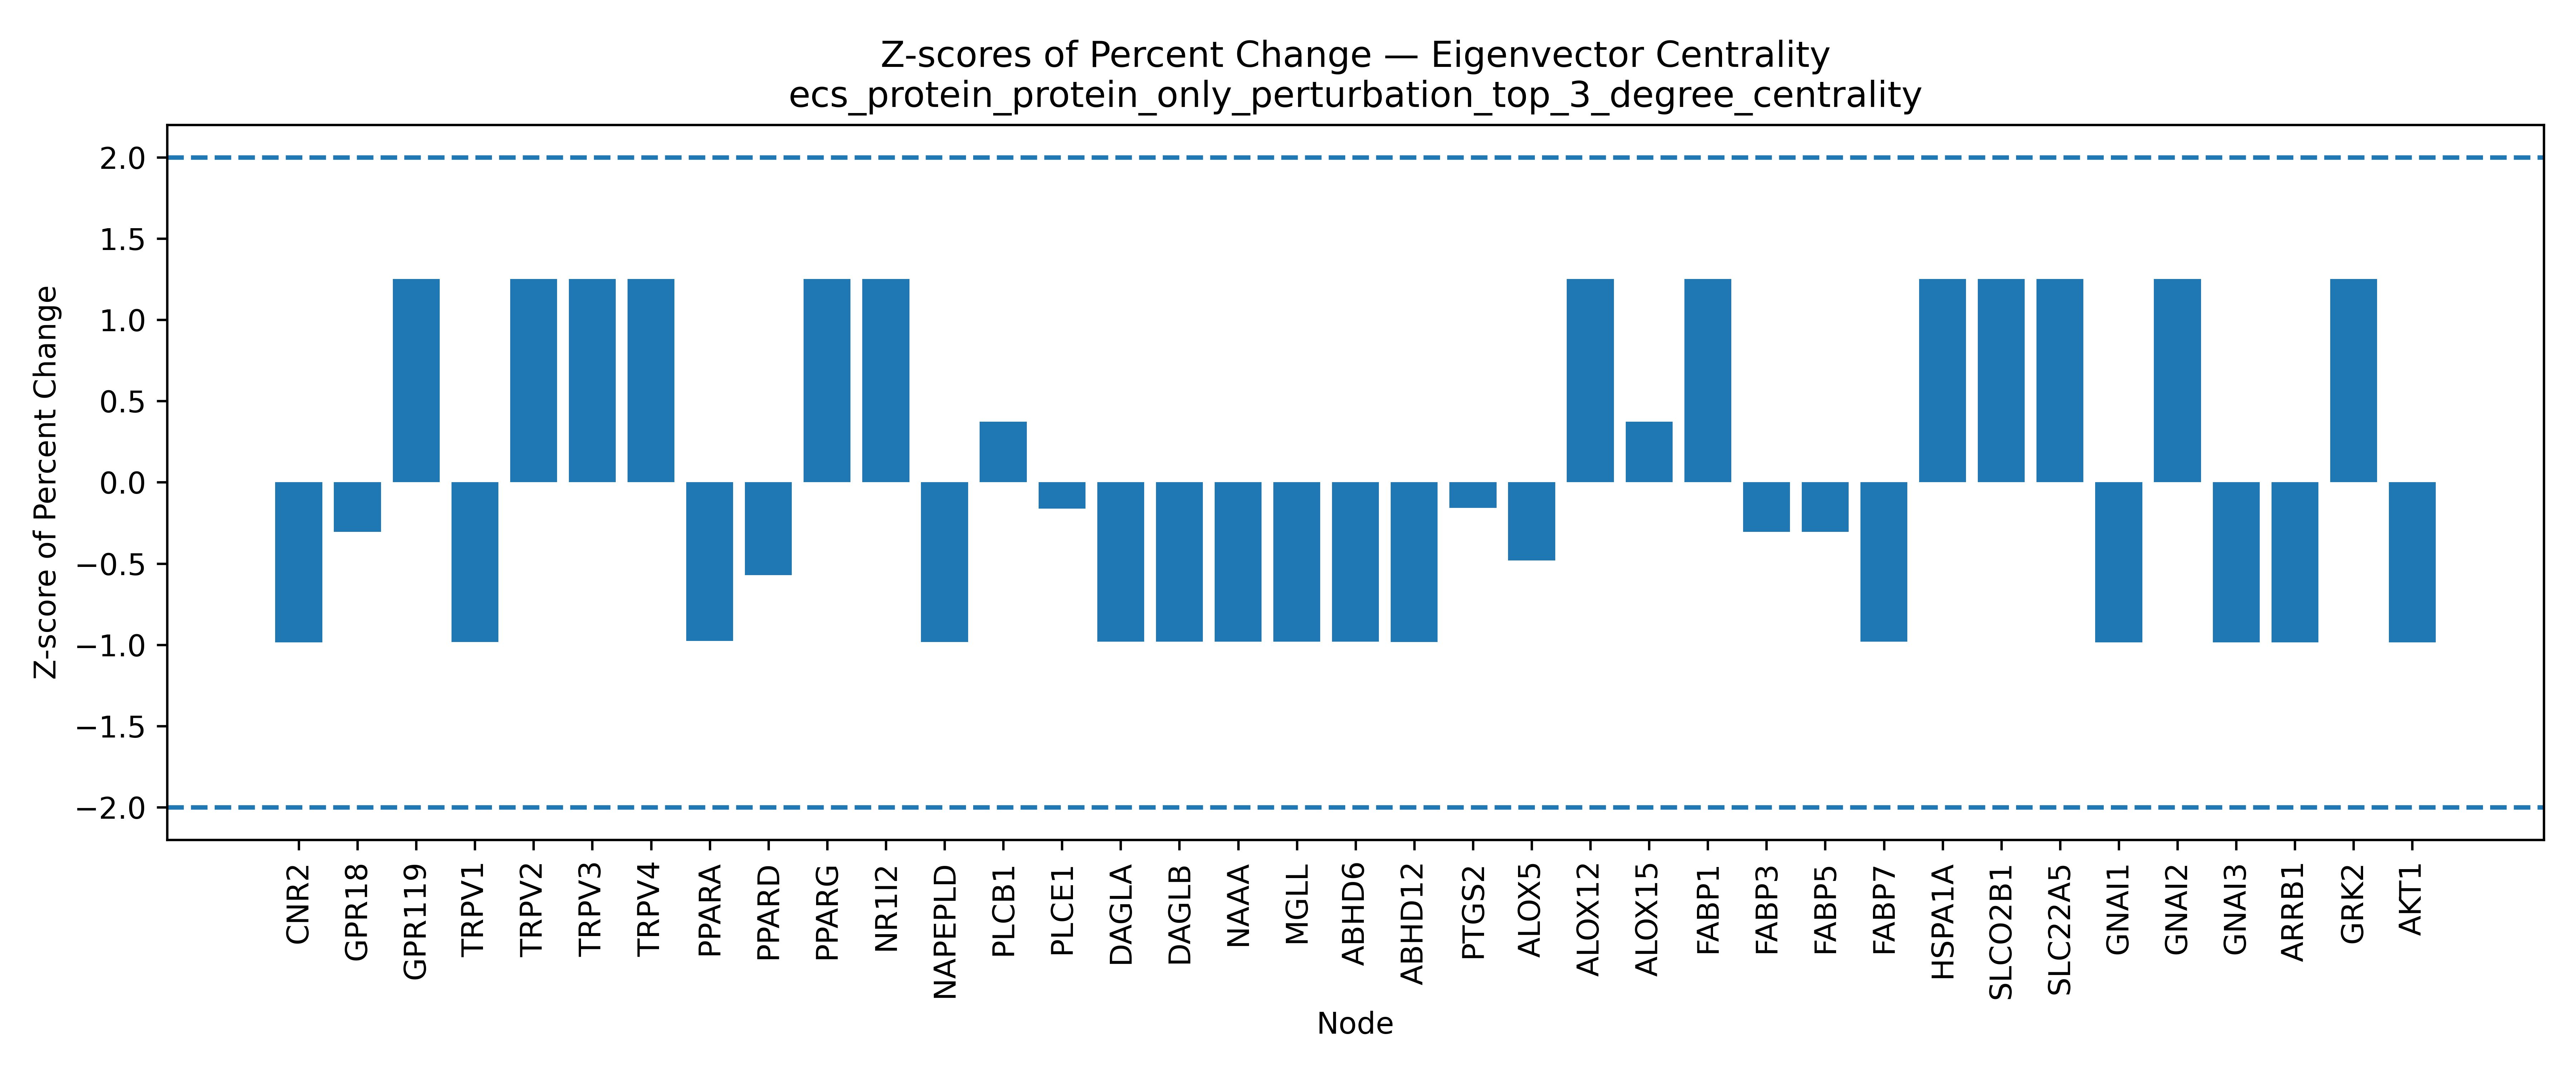 Z-scores of Percent Change — Eigenvector Centrality
ecs_protein_protein_only_perturbation_top_3_degree_centrality
Z-score of Percent Change
2.0
1.5
1.0
0.5
0.0
−0.5
−1.0
−1.5
−2.0
CNR2
GPR18
GPR119
TRPV1
TRPV2
TRPV3
TRPV4
PPARA
PPARD
PPARG
NR1I2
NAPEPLD
PLCB1
PLCE1
DAGLA
DAGLB
NAAA
MGLL
ABHD6
ABHD12
PTGS2
ALOX5
ALOX12
ALOX15
FABP1
FABP3
FABP5
FABP7
HSPA1A
SLCO2B1
SLC22A5
GNAI1
GNAI2
GNAI3
ARRB1
GRK2
AKT1
Node